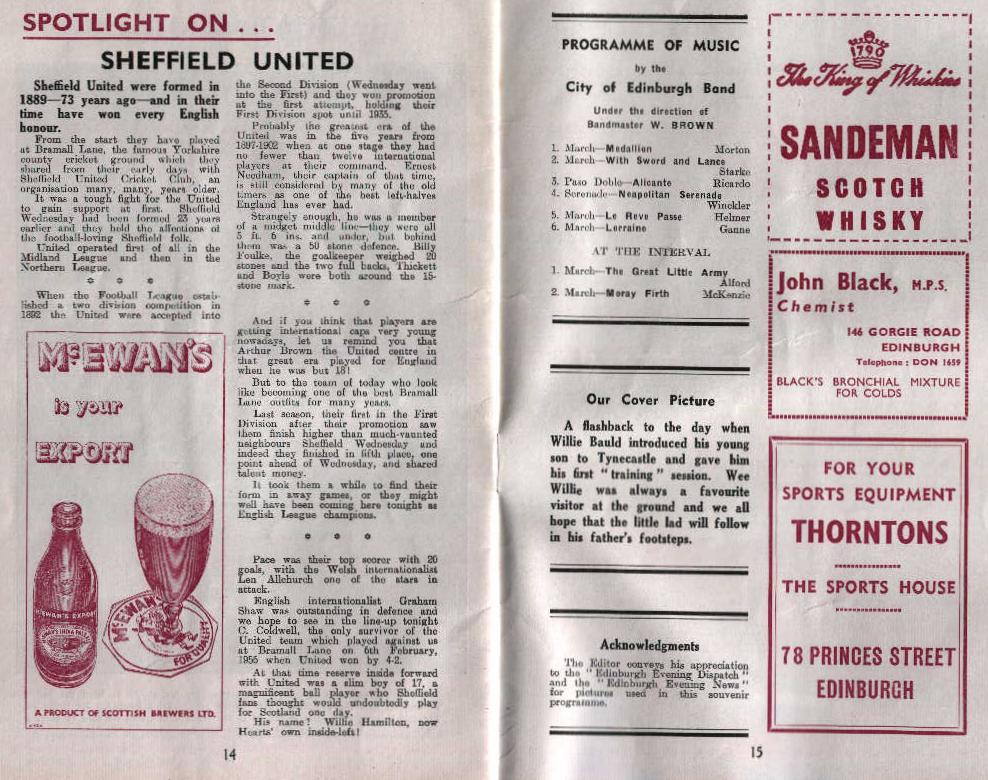 SPOTLIGHT ON . . .
SHEFFIELD UNITED
Sheffield United were formed in
1889—73 years ago—and in their
time have won every English
honour.
From the start they have played
at Bramall Lane, the famous Yorkshire
county cricket ground which they
shared from their early days with
Sheffield United Cricket Club, an
organisation many, many, years older.
It was a tough fight for the United
to gain support at first. Sheffield
Wednesday had been formed 23 years
earlier and they held the affections of
the football-loving Sheffield folk.
United operated first of all in the
Midland League and then in the
Northern League.
* * *
When the Football League estab-
lished a two division competition in
1892 the United were accepted into
McEWAN'S
is your
EXPORT
McEWAN'S EXPORT
McEWAN'S
FOR QUALITY
A PRODUCT OF SCOTTISH BREWERS LTD.
the Second Division (Wednesday went
into the First) and they won promotion
at the first attempt, holding their
First Division spot until 1935.
Probably the greatest era of the
United was in the five years from
1897-1902 when at one stage they had
no fewer than twelve international
players at their command. Ernest
Needham, their captain of that time,
is still considered by many of the old
timers as one of the best left-halves
England has ever had.
Strangely enough, he was a member
of a midget middle line—they were all
5 ft. 6 ins. and under, but behind
them was a 50 stone defence. Billy
Foulke, the goalkeeper weighed 20
stones and the two full backs, Thickett
and Boyle were both around the 15-
stone mark.
* * *
And if you think that players are
getting international caps very young
nowadays, let us remind you that
Arthur Brown the United centre in
that great era played for England
when he was but 18!
But to the team of today who look
like becoming one of the best Bramall
Lane outfits for many years.
Last season, their first in the First
Division after their promotion saw
them finish higher than much-vaunted
neighbours Sheffield Wednesday and
indeed they finished in fifth place, one
point ahead of Wednesday, and shared
talent money.
It took them a while to find their
form in away games, or they might
well have been coming here tonight as
English League champions.
* * *
Pace was their top scorer with 20
goals, with the Welsh internationalist
Len Allchurch one of the stars in
attack.
English internationalist Graham
Shaw was outstanding in defence and
we hope to see in the line-up tonight
C. Coldwell, the only survivor of the
United team which played against us
at Bramall Lane on 6th February,
1955 when United won by 4-2.
At that time reserve inside forward
with United was a slim boy of 17, a
magnificent ball player who Sheffield
fans thought would undoubtedly play
for Scotland one day.
His name! Willie Hamilton, now
Hearts' own inside-left!
14
PROGRAMME OF MUSIC
by the
City of Edinburgh Band
Under the direction of
Bandmaster W. BROWN
1. March—Medallion Morton
2. March—With Sword and Lance
Starke
3. Paso Doble—Alicante Ricardo
4. Serenade—Neapolitan Serenade
Winckler
5. March—Le Reve Passe Helmer
6. March—Lorraine Ganne
AT THE INTERVAL
1. March—The Great Little Army
Alford
2. March—Moray Firth McKenzie
Our Cover Picture
A flashback to the day when
Willie Bauld introduced his young
son to Tynecastle and gave him
his first "training" session. Wee
Willie was always a favourite
visitor at the ground and we all
hope that the little lad will follow
in his father's footsteps.
Acknowledgments
The Editor conveys his appreciation
to the "Edinburgh Evening Dispatch"
and the "Edinburgh Evening News"
for pictures used in this souvenir
programme.
1790
The King of Whiskies
SANDEMAN
SCOTCH
WHISKY
John Black, M.P.S.
Chemist
146 GORGIE ROAD
EDINBURGH
Telephone : DON 1659
BLACK'S BRONCHIAL MIXTURE
FOR COLDS
FOR YOUR
SPORTS EQUIPMENT
THORNTONS
THE SPORTS HOUSE
78 PRINCES STREET
EDINBURGH
15